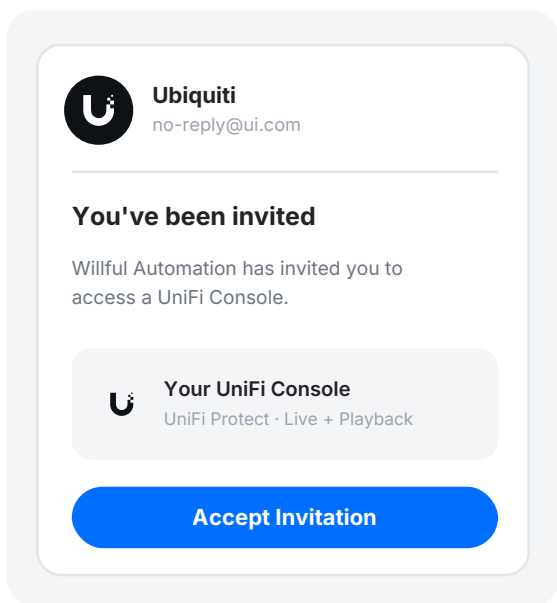 Ubiquiti
no-reply@ui.com
You've been invited
Willful Automation has invited you to
access a UniFi Console.
Your UniFi Console
UniFi Protect · Live + Playback
Accept Invitation